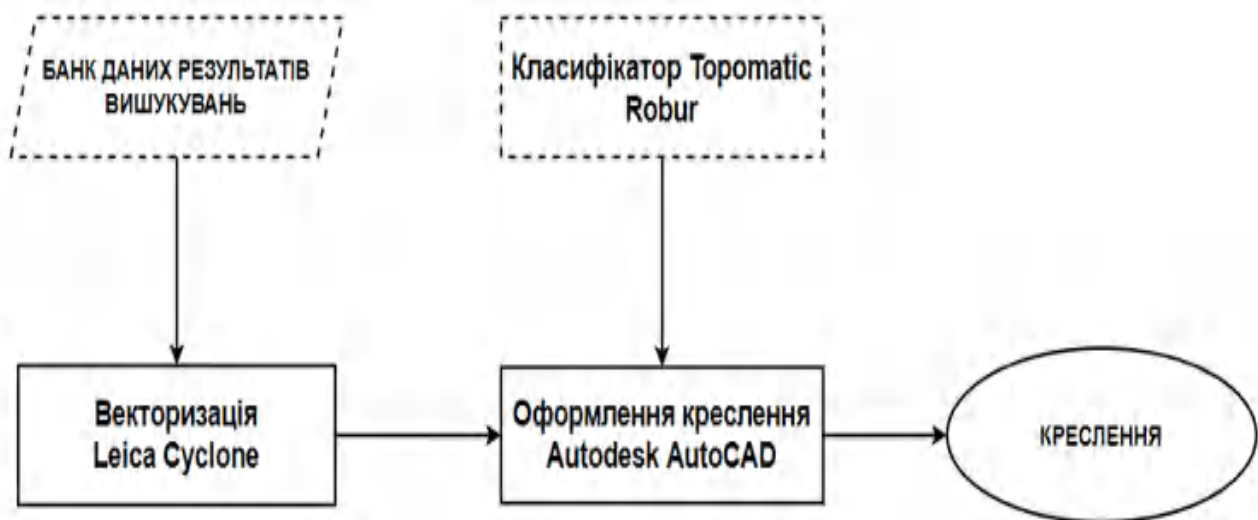 БАНК ДАНИХ РЕЗУЛЬТАТІВ
ВИШУКУВАНЬ
Класифікатор Topomatic
Robur
Векторизація
Leica Cyclone
Оформлення креслення
Autodesk AutoCAD
КРЕСЛЕННЯ